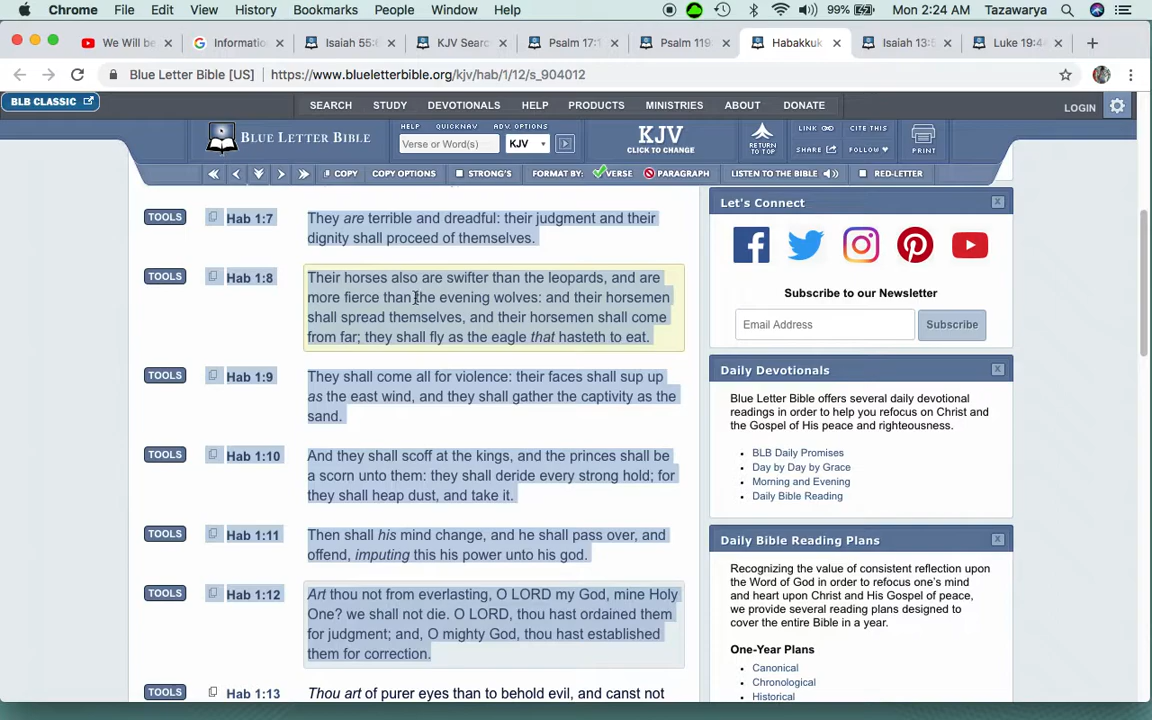 Chrome File Edit View History Bookmarks People Window Help 99% Mon 2:24 AM Tazawarya
We Will be Informatio Isaiah 55: KJV Sear Psalm 17:1 Psalm 119 Habakkuk Isaiah 13:5 Luke 19:4
Blue Letter Bible [US] https://www.blueletterbible.org/kjv/hab/1/12/s_904012
BLB CLASSIC
SEARCH STUDY DEVOTIONALS HELP PRODUCTS MINISTRIES ABOUT DONATE LOGIN
BLUE LETTER BIBLE
HELP QUICKNAV ADV. OPTIONS
Verse or Word(s) KJV
KJV
CLICK TO CHANGE
RETURN
TO TOP
LINK CITE THIS
SHARE FOLLOW
PRINT
COPY COPY OPTIONS STRONG'S FORMAT BY: VERSE PARAGRAPH LISTEN TO THE BIBLE RED-LETTER
TOOLS Hab 1:7 They are terrible and dreadful: their judgment and their
dignity shall proceed of themselves.
TOOLS Hab 1:8 Their horses also are swifter than the leopards, and are
more fierce than the evening wolves: and their horsemen
shall spread themselves, and their horsemen shall come
from far; they shall fly as the eagle that hasteth to eat.
TOOLS Hab 1:9 They shall come all for violence: their faces shall sup up
as the east wind, and they shall gather the captivity as the
sand.
TOOLS Hab 1:10 And they shall scoff at the kings, and the princes shall be
a scorn unto them: they shall deride every strong hold; for
they shall heap dust, and take it.
TOOLS Hab 1:11 Then shall his mind change, and he shall pass over, and
offend, imputing this his power unto his god.
TOOLS Hab 1:12 Art thou not from everlasting, O LORD my God, mine Holy
One? we shall not die. O LORD, thou hast ordained them
for judgment; and, O mighty God, thou hast established
them for correction.
TOOLS Hab 1:13 Thou art of purer eyes than to behold evil, and canst not
Let's Connect
Subscribe to our Newsletter
Email Address Subscribe
Daily Devotionals
Blue Letter Bible offers several daily devotional
readings in order to help you refocus on Christ and
the Gospel of His peace and righteousness.
BLB Daily Promises
Day by Day by Grace
Morning and Evening
Daily Bible Reading
Daily Bible Reading Plans
Recognizing the value of consistent reflection upon
the Word of God in order to refocus one's mind
and heart upon Christ and His Gospel of peace,
we provide several reading plans designed to
cover the entire Bible in a year.
One-Year Plans
Canonical
Chronological
Historical